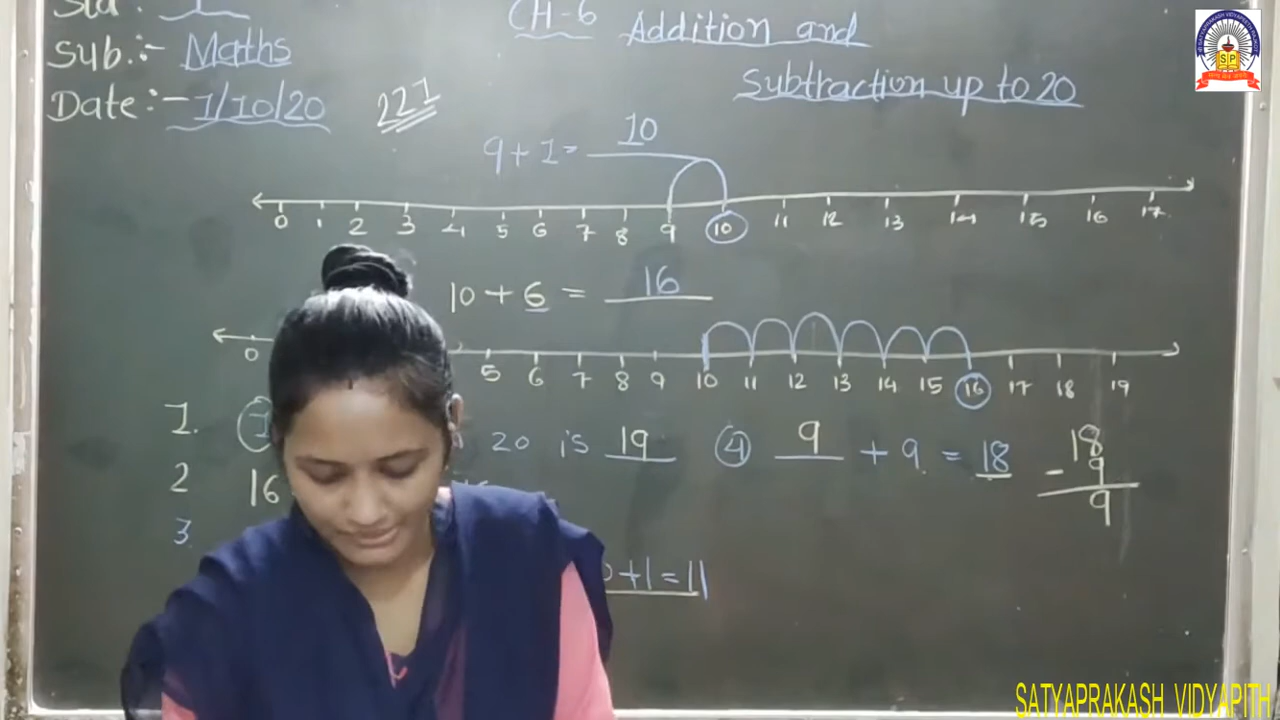 Std : I
Sub. :- Maths
Date :- 1/10/20
221
CH-6 Addition and
Subtraction up to 20
9 + 1 = 10
0 1 2 3 4 5 6 7 8 9 10 11 12 13 14 15 16 17
10 + 6 = 16
0 5 6 7 8 9 10 11 12 13 14 15 16 17 18 19
1. 20 is 19
2 16
3
4 9 + 9 = 18
18
- 9
9
+ 1 = 11
SP
SATYAPRAKASH VIDYAPITH